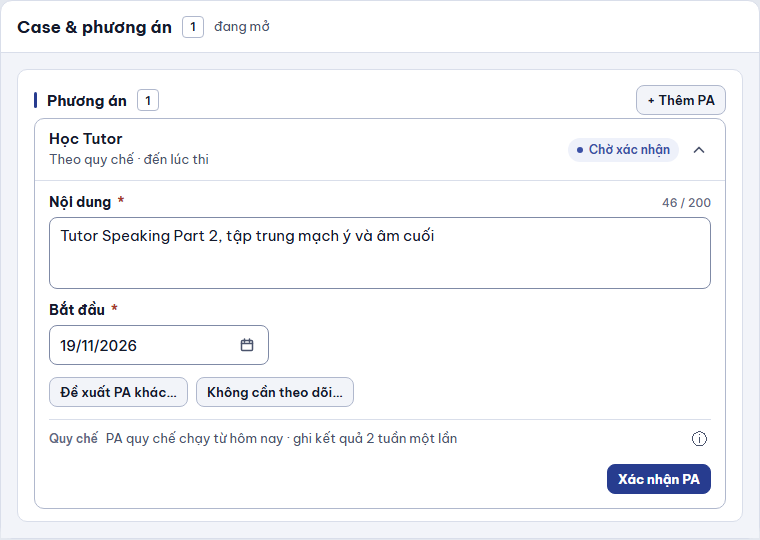 Case & phương án 1 đang mở
Phương án 1
+ Thêm PA
Học Tutor
Theo quy chế · đến lúc thi
Chờ xác nhận
Nội dung *
46 / 200
Tutor Speaking Part 2, tập trung mạch ý và âm cuối
Bắt đầu *
19/11/2026
Đề xuất PA khác...
Không cần theo dõi...
Quy chế PA quy chế chạy từ hôm nay · ghi kết quả 2 tuần một lần
Xác nhận PA